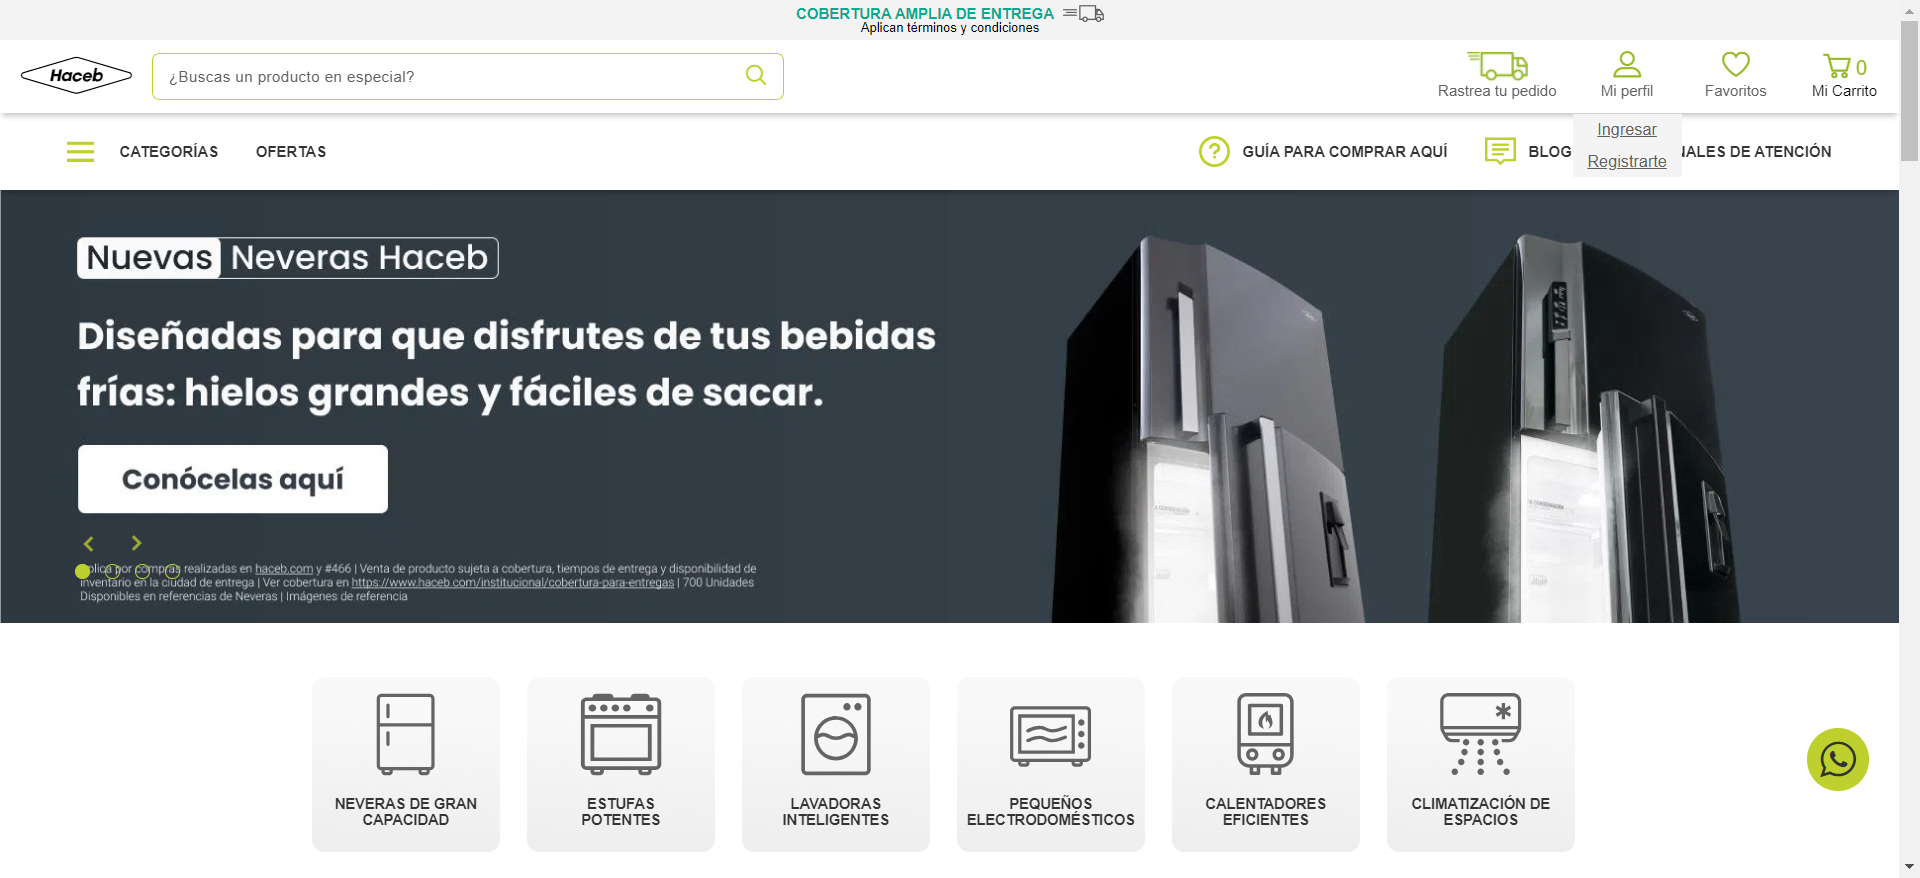 COBERTURA AMPLIA DE ENTREGA
Aplican términos y condiciones
Haceb
¿Buscas un producto en especial?
Rastrea tu pedido
Mi perfil
Favoritos
0
Mi Carrito
Ingresar
Registrarte
CATEGORÍAS
OFERTAS
GUÍA PARA COMPRAR AQUÍ
BLOG
NALES DE ATENCIÓN
Nuevas Neveras Haceb
Diseñadas para que disfrutes de tus bebidas
frías: hielos grandes y fáciles de sacar.
Conócelas aquí
Aplica por compras realizadas en haceb.com y #466 | Venta de producto sujeta a cobertura, tiempos de entrega y disponibilidad de
inventario en la ciudad de entrega | Ver cobertura en https://www.haceb.com/institucional/cobertura-para-entregas | 700 Unidades
Disponibles en referencias de Neveras | Imágenes de referencia
NEVERAS DE GRAN
CAPACIDAD
ESTUFAS
POTENTES
LAVADORAS
INTELIGENTES
PEQUEÑOS
ELECTRODOMÉSTICOS
CALENTADORES
EFICIENTES
CLIMATIZACIÓN DE
ESPACIOS